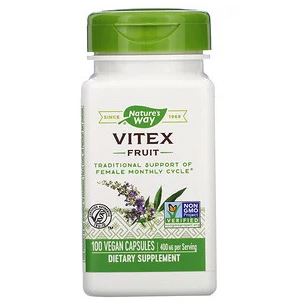 SINCE 1969
Nature's Way
VITEX
FRUIT
TRADITIONAL SUPPORT OF
FEMALE MONTHLY CYCLE*
NON
GMO
Project
VERIFIED
100 VEGAN CAPSULES | 400 MG per Serving
DIETARY SUPPLEMENT